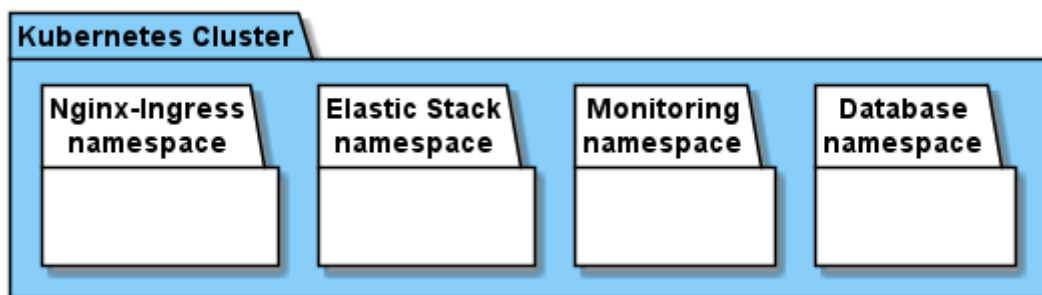 Kubernetes Cluster
Nginx-Ingress
namespace
Elastic Stack
namespace
Monitoring
namespace
Database
namespace